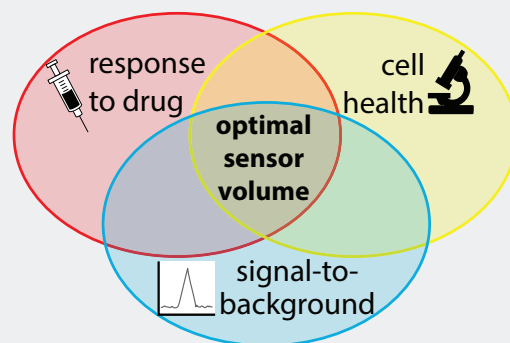 response
to drug
cell
health
optimal
sensor
volume
signal-to-
background